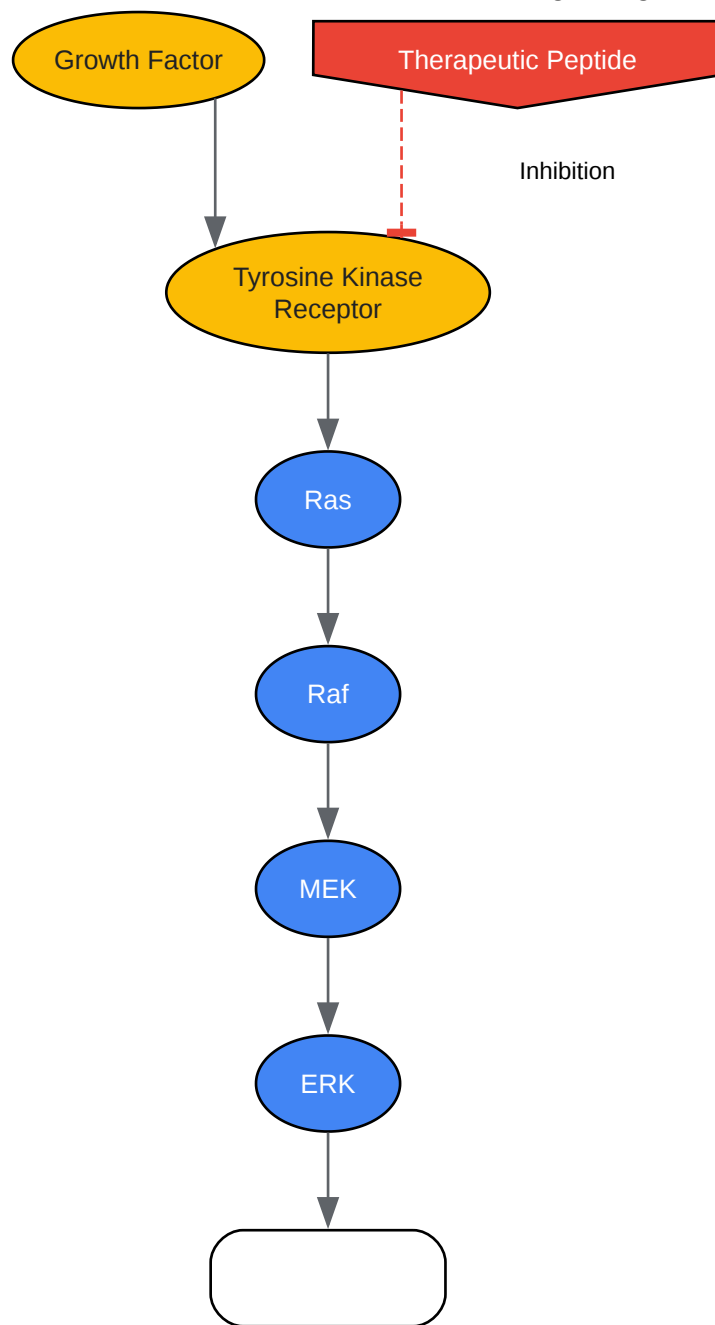 Growth Factor
Therapeutic Peptide
Inhibition
Tyrosine Kinase
Receptor
Ras
Raf
MEK
ERK